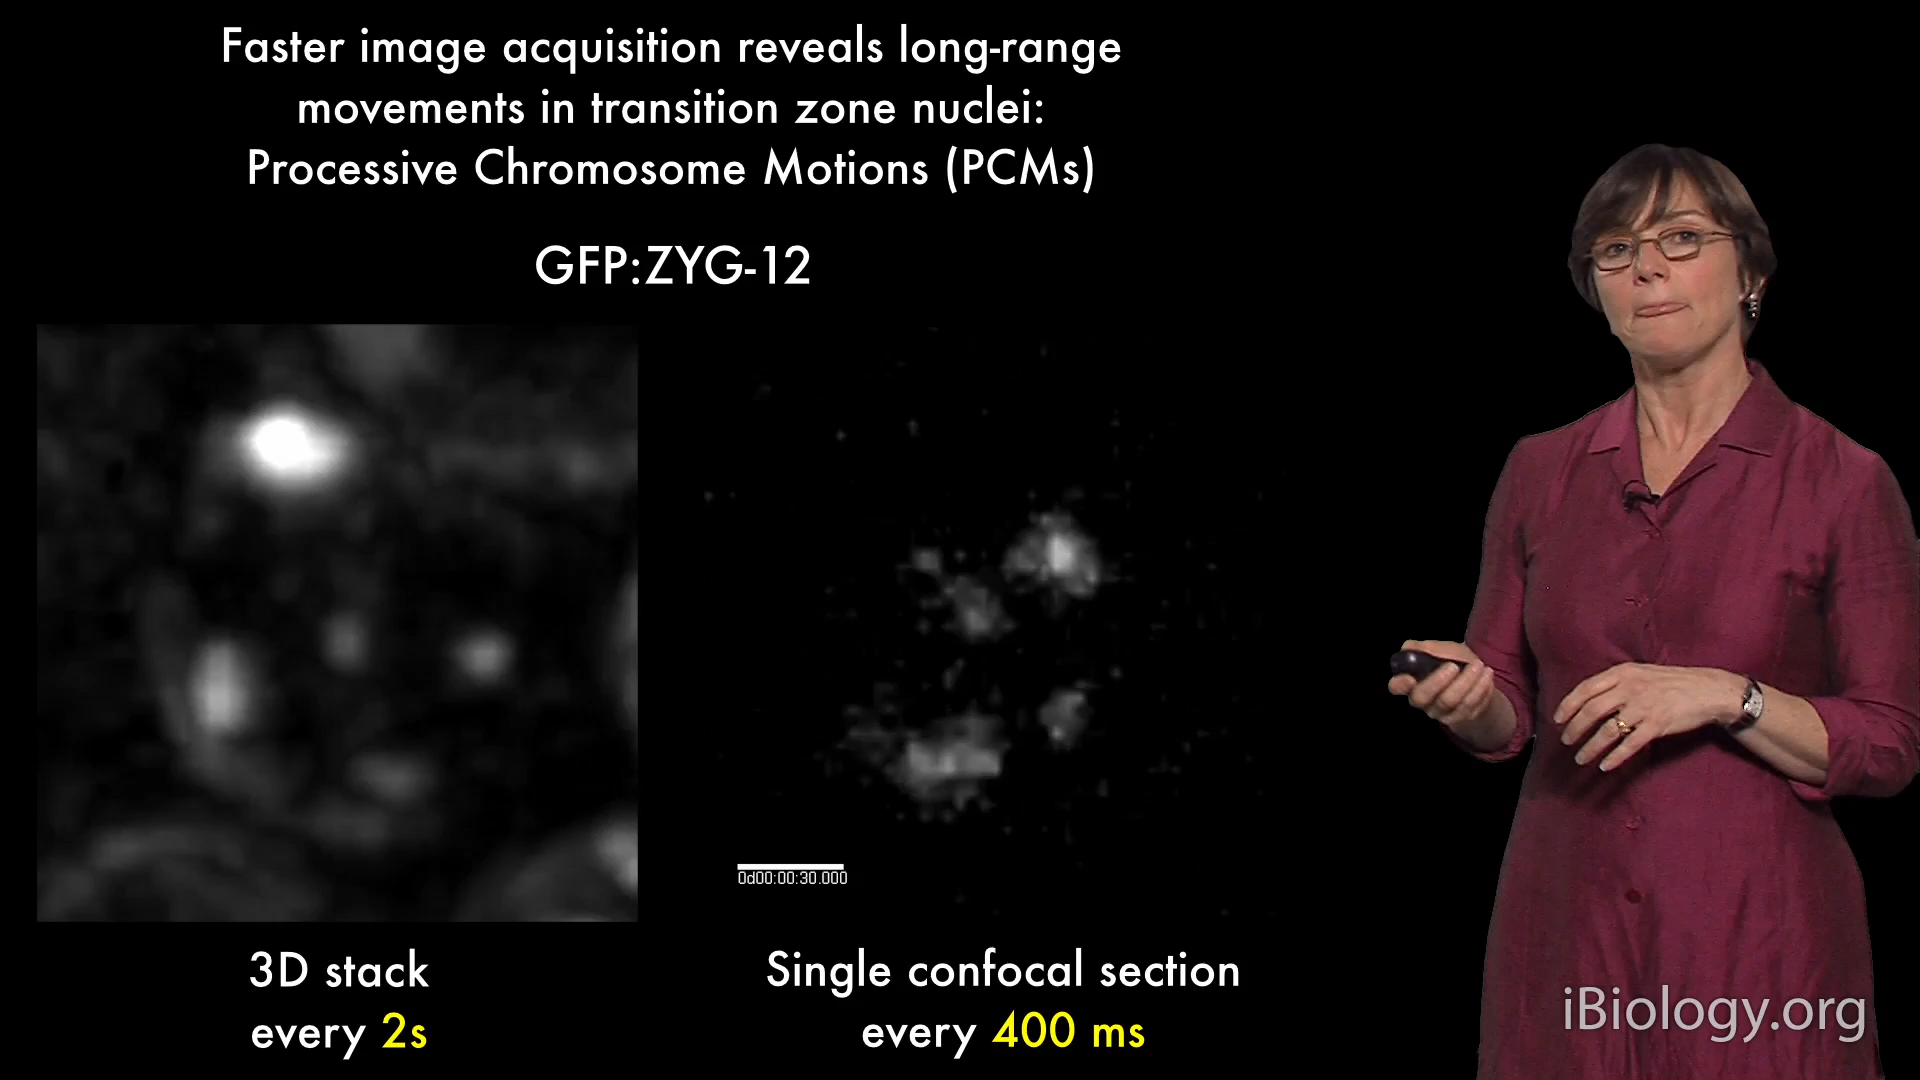 Faster image acquisition reveals long-range
movements in transition zone nuclei:
Processive Chromosome Motions (PCMs)
GFP:ZYG-12
0d00:00:30.000
3D stack
every 2s
Single confocal section
every 400 ms
iBiology.org